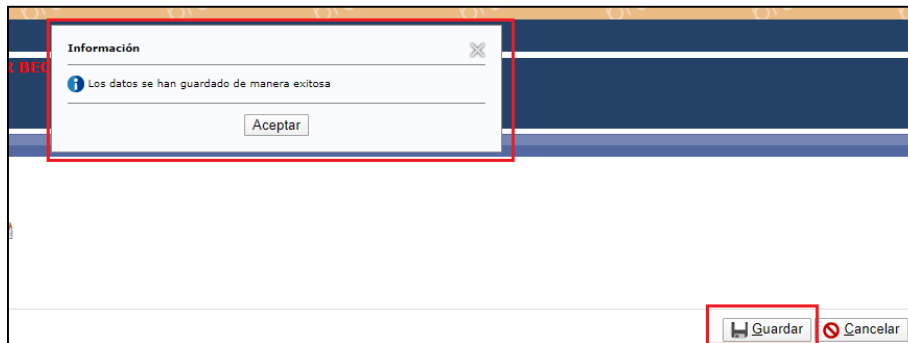 Información
Los datos se han guardado de manera exitosa
Aceptar
Guardar
Cancelar